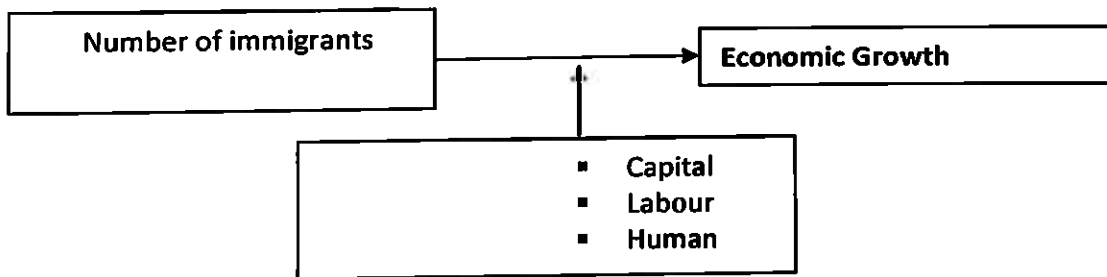 Number of immigrants
Economic Growth
▪ Capital
▪ Labour
▪ Human